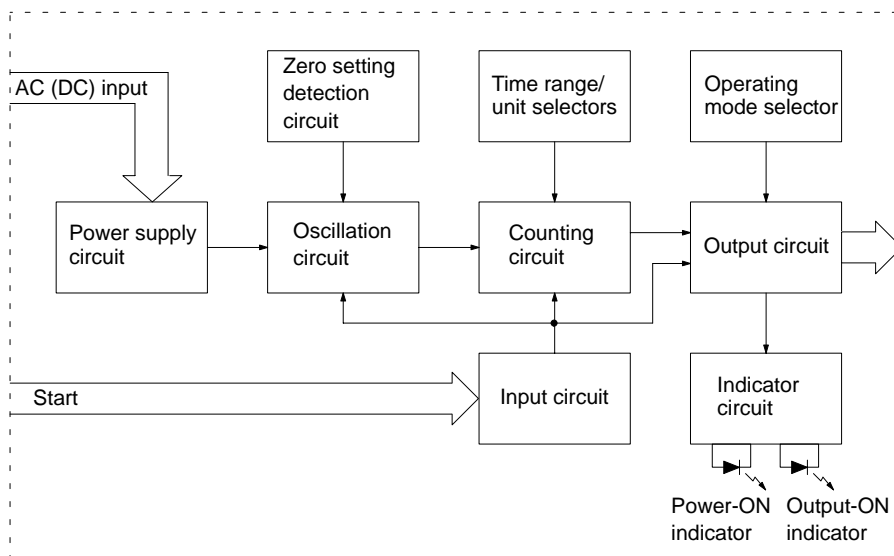 AC (DC) input
Zero setting
detection
circuit
Time range/
unit selectors
Operating
mode selector
Power supply
circuit
Oscillation
circuit
Counting
circuit
Output circuit
Start
Input circuit
Indicator
circuit
Power-ON
indicator
Output-ON
indicator